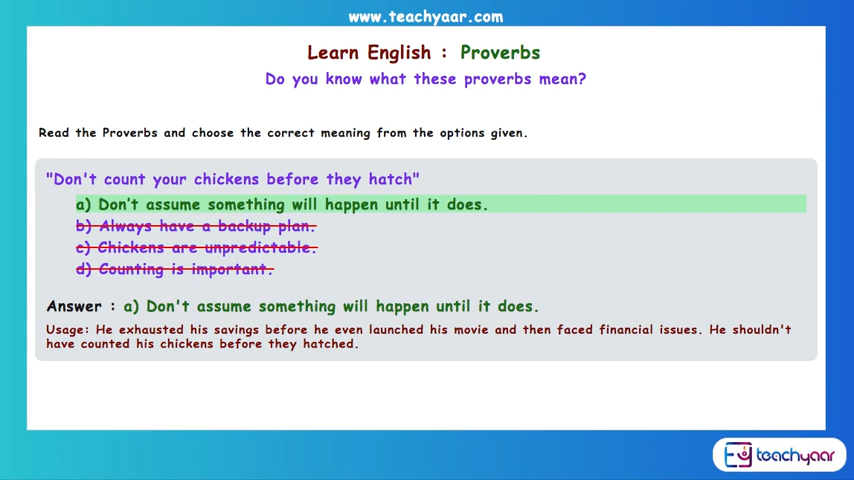 www.teachyaar.com
Learn English : Proverbs
Do you know what these proverbs mean?
Read the Proverbs and choose the correct meaning from the options given.
"Don't count your chickens before they hatch"
a) Don't assume something will happen until it does.
b) Always have a backup plan.
c) Chickens are unpredictable.
d) Counting is important.
Answer : a) Don't assume something will happen until it does.
Usage: He exhausted his savings before he even launched his movie and then faced financial issues. He shouldn't
have counted his chickens before they hatched.
teachyaar